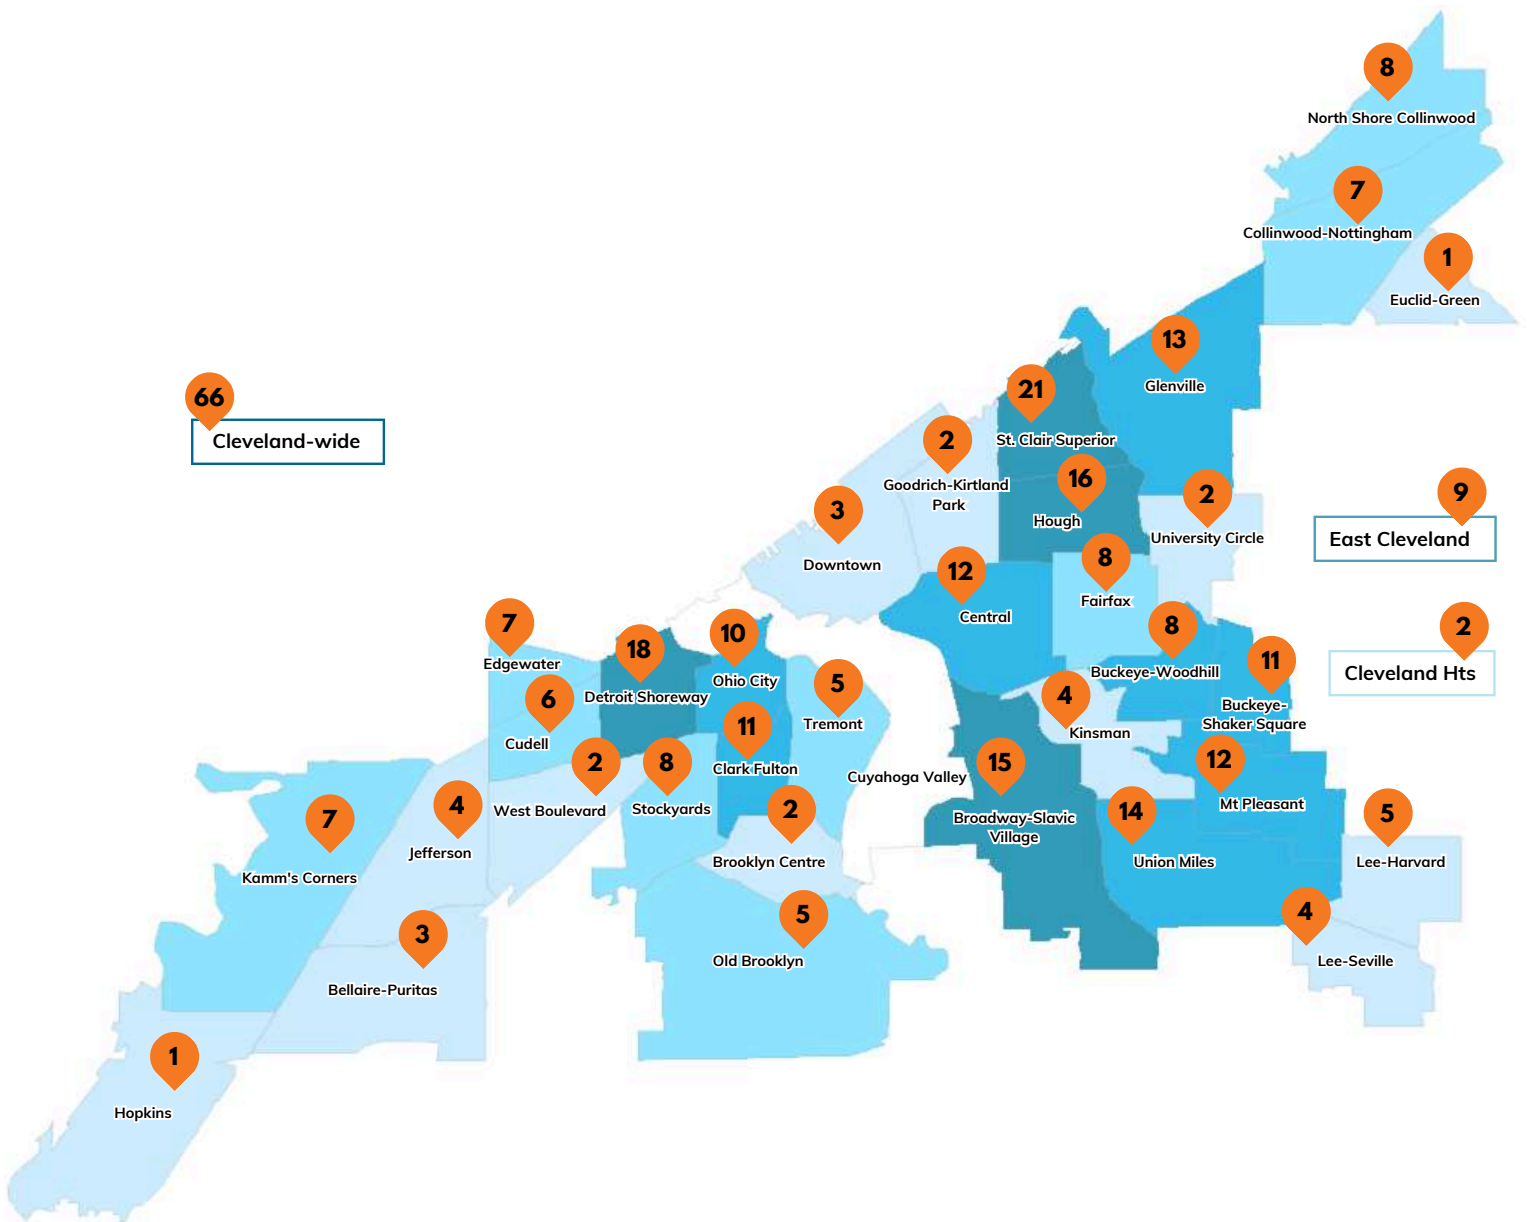 8
North Shore Collinwood
7
Collinwood-Nottingham
1
Euclid-Green
13
Glenville
21
St. Clair Superior
66
Cleveland-wide
2
Goodrich-Kirtland
Park
16
Hough
2
University Circle
9
East Cleveland
3
Downtown
12
Central
8
Fairfax
8
Buckeye-Woodhill
11
Buckeye-
Shaker Square
2
Cleveland Hts
7
Edgewater
18
Detroit Shoreway
10
Ohio City
6
Cudell
5
Tremont
4
Kinsman
11
Clark Fulton
2
West Boulevard
8
Stockyards
Cuyahoga Valley
15
Broadway-Slavic
Village
12
Mt Pleasant
14
Union Miles
5
Lee-Harvard
7
Kamm's Corners
4
Jefferson
2
Brooklyn Centre
5
Old Brooklyn
4
Lee-Seville
3
Bellaire-Puritas
1
Hopkins